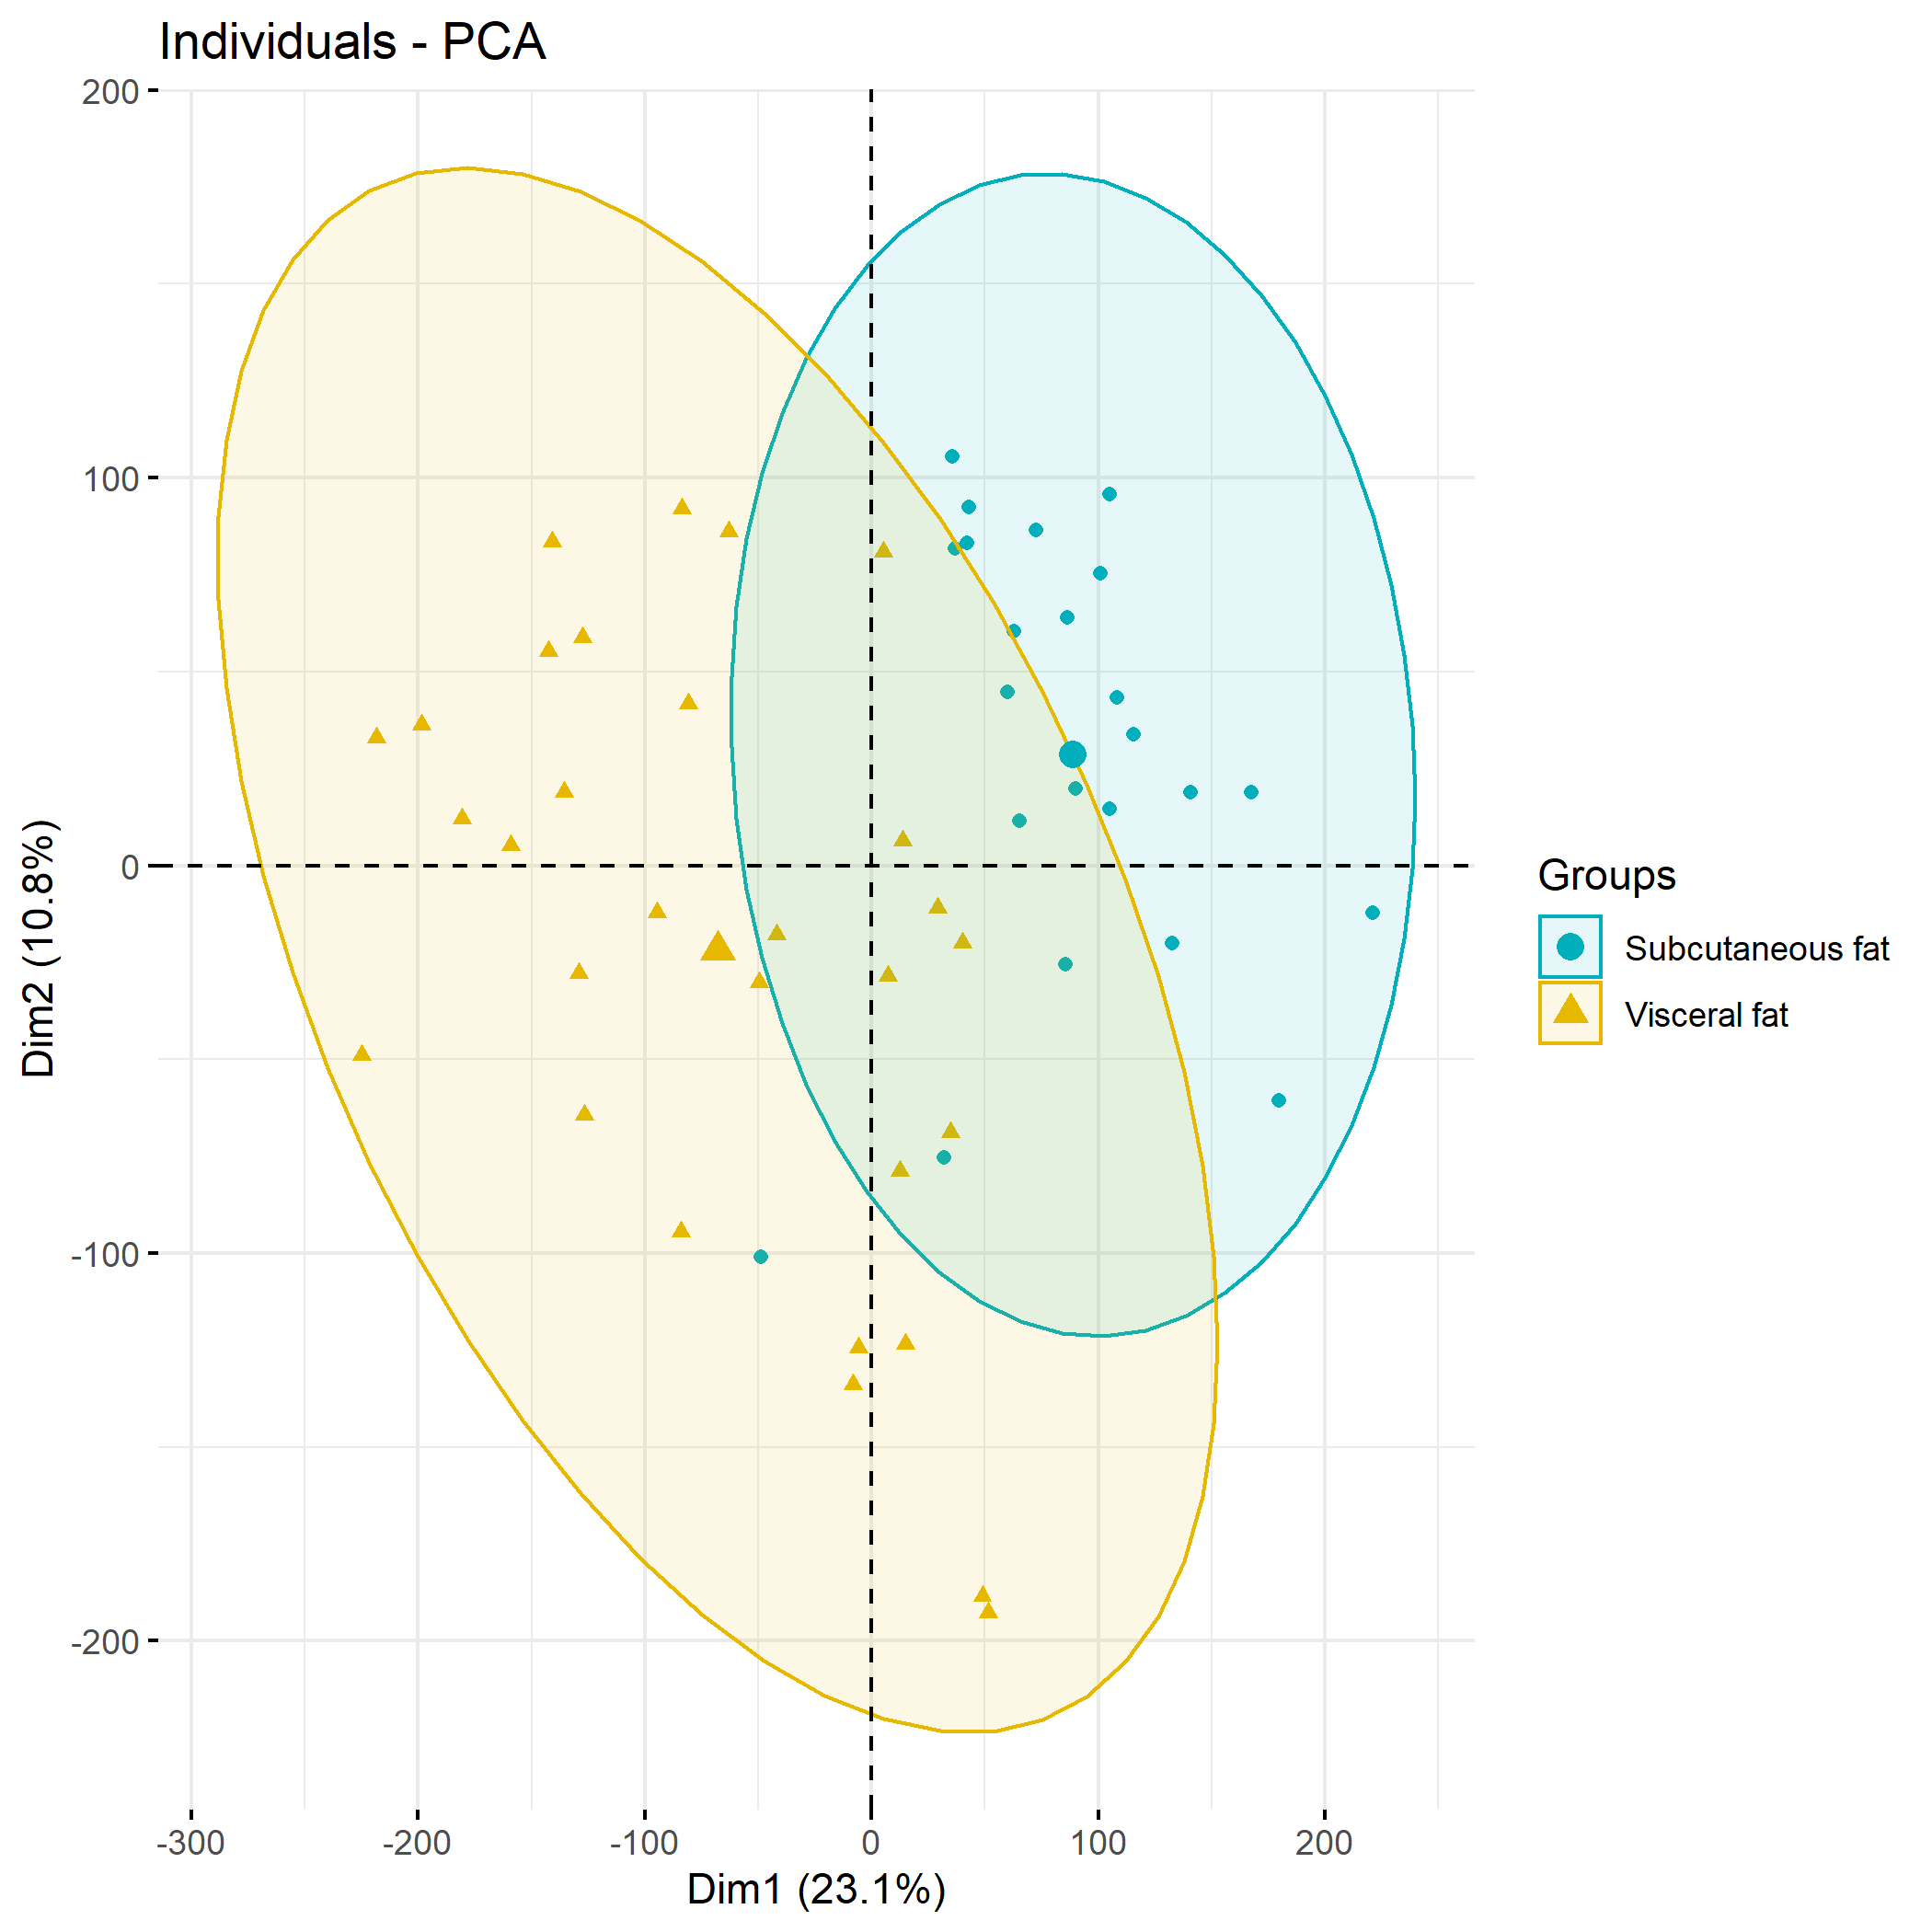 Individuals - PCA
200
100
0
-100
-200
Dim2 (10.8%)
-300 -200 -100 0 100 200
Dim1 (23.1%)
Groups
Subcutaneous fat
Visceral fat